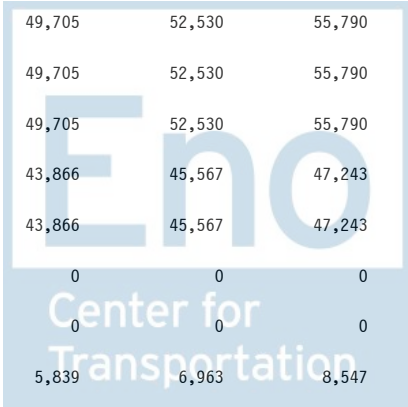 49,705 52,530 55,790
49,705 52,530 55,790
49,705 52,530 55,790
43,866 45,567 47,243
43,866 45,567 47,243
0 0 0
0 0 0
5,839 6,963 8,547
Eno
Center for
Transportation